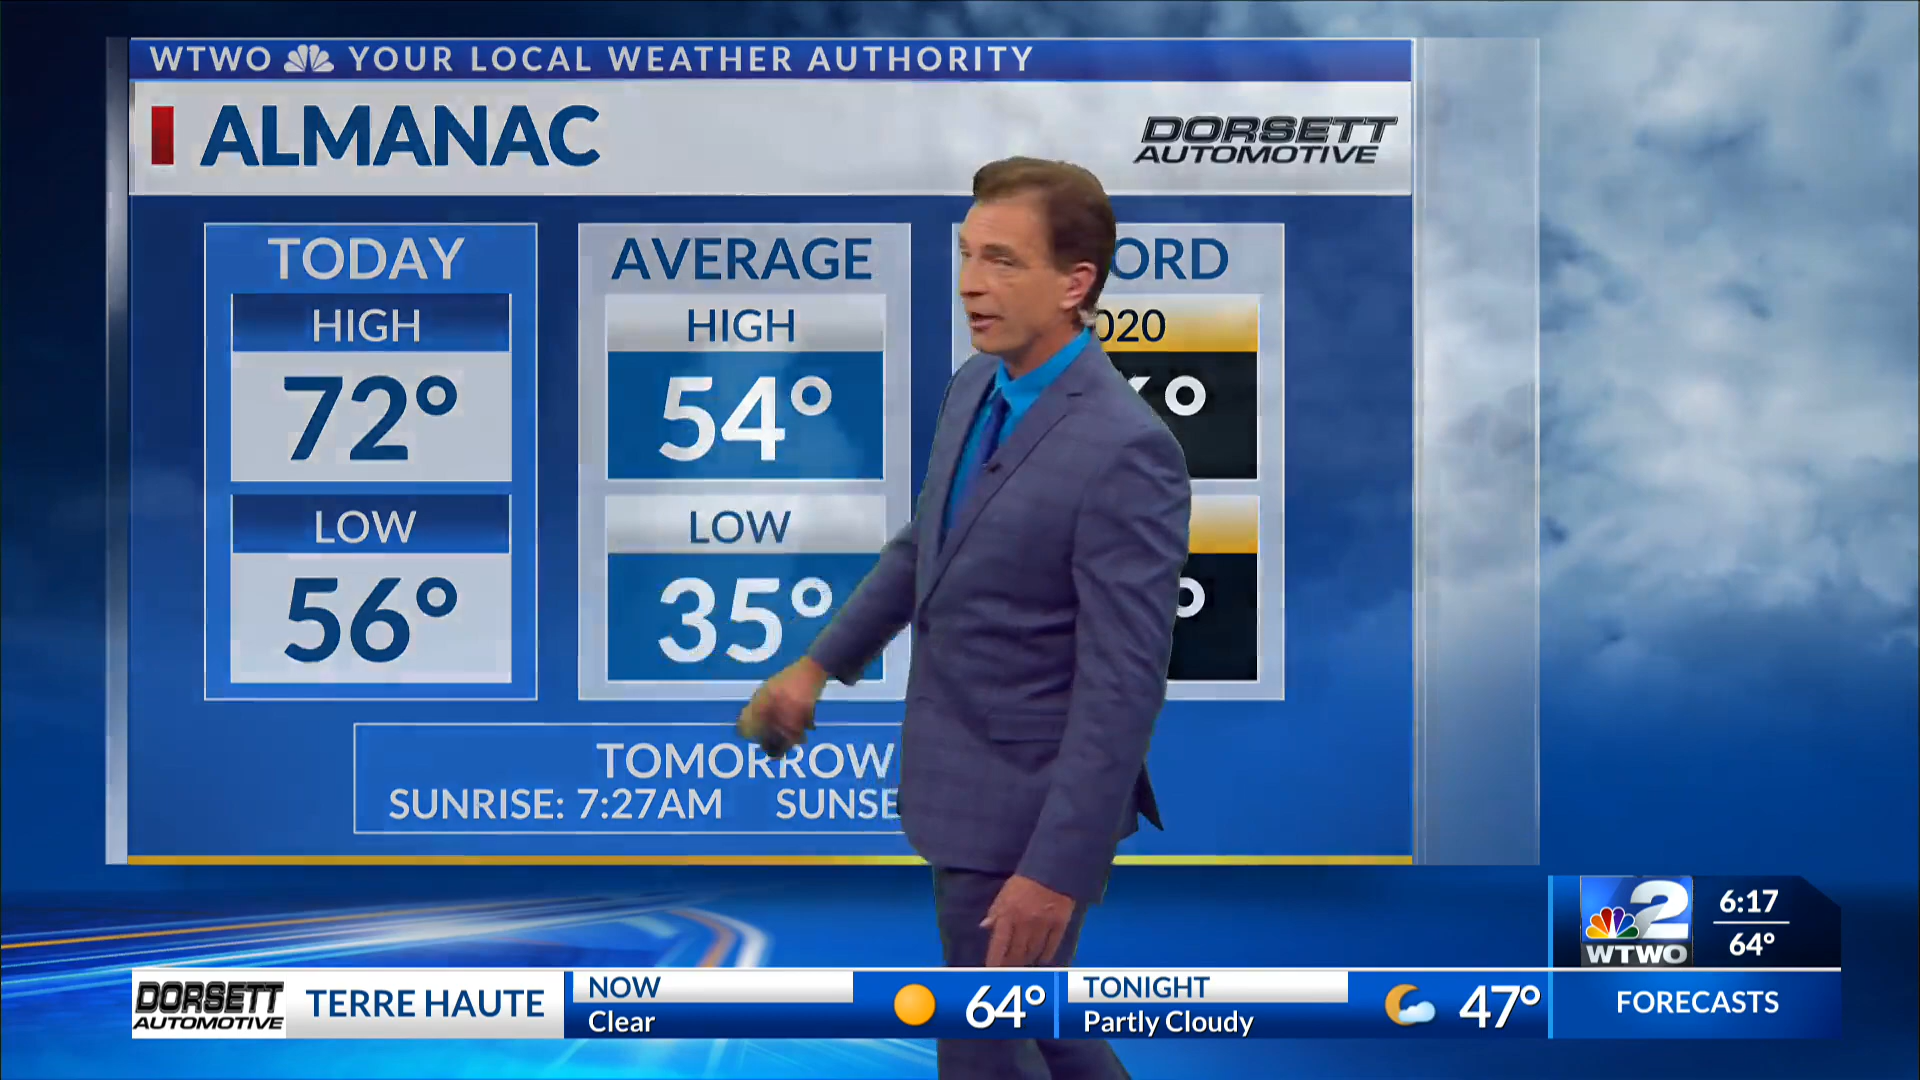 WTWO YOUR LOCAL WEATHER AUTHORITY
ALMANAC
DORSETT
AUTOMOTIVE
TODAY
HIGH
72°
LOW
56°
AVERAGE
HIGH
54°
LOW
35°
TOMORROW
SUNRISE: 7:27AM
2
WTWO
6:17
64°
DORSETT
AUTOMOTIVE
TERRE HAUTE
NOW
Clear
64°
TONIGHT
Partly Cloudy
47°
FORECASTS